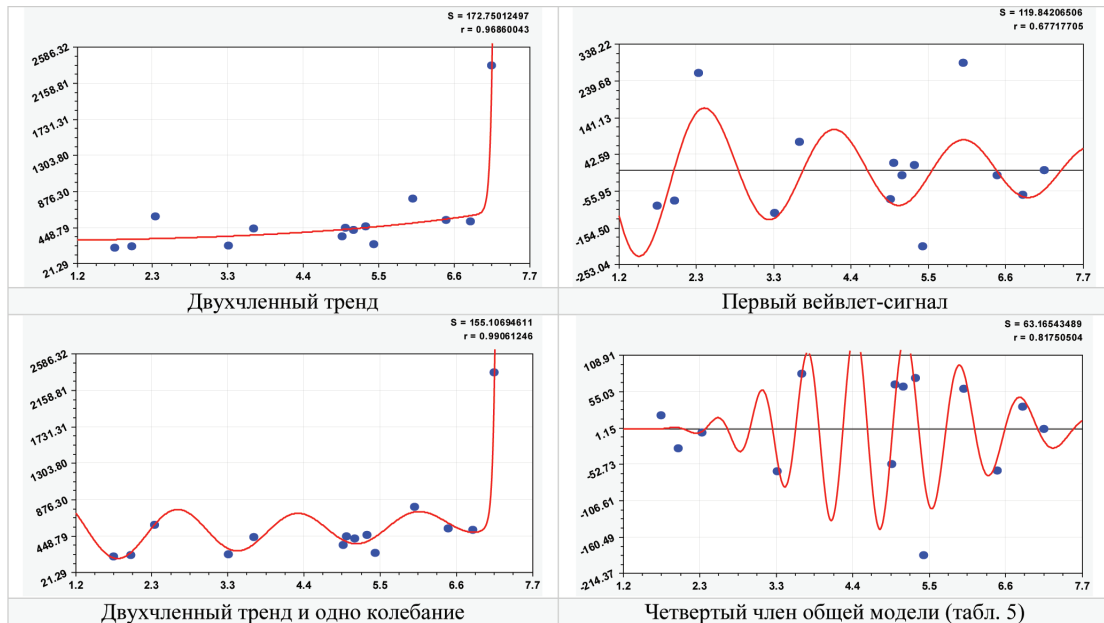 S = 172.75012497
r = 0.96860043
2586.32
2158.81
1731.31
1303.80
876.30
448.79
21.29
1.2 2.3 3.3 4.4 5.5 6.6 7.7
Двухчленный тренд
S = 119.84206506
r = 0.67717705
338.22
239.68
141.13
42.59
-55.95
-154.50
-253.04
1.2 2.3 3.3 4.4 5.5 6.6 7.7
Первый вейвлет-сигнал
S = 155.10694611
r = 0.99061246
2586.32
2158.81
1731.31
1303.80
876.30
448.79
21.29
1.2 2.3 3.3 4.4 5.5 6.6 7.7
Двухчленный тренд и одно колебание
S = 63.16543489
r = 0.81750504
108.91
55.03
1.15
-52.73
-106.61
-160.49
-214.37
1.2 2.3 3.3 4.4 5.5 6.6 7.7
Четвертый член общей модели (табл. 5)